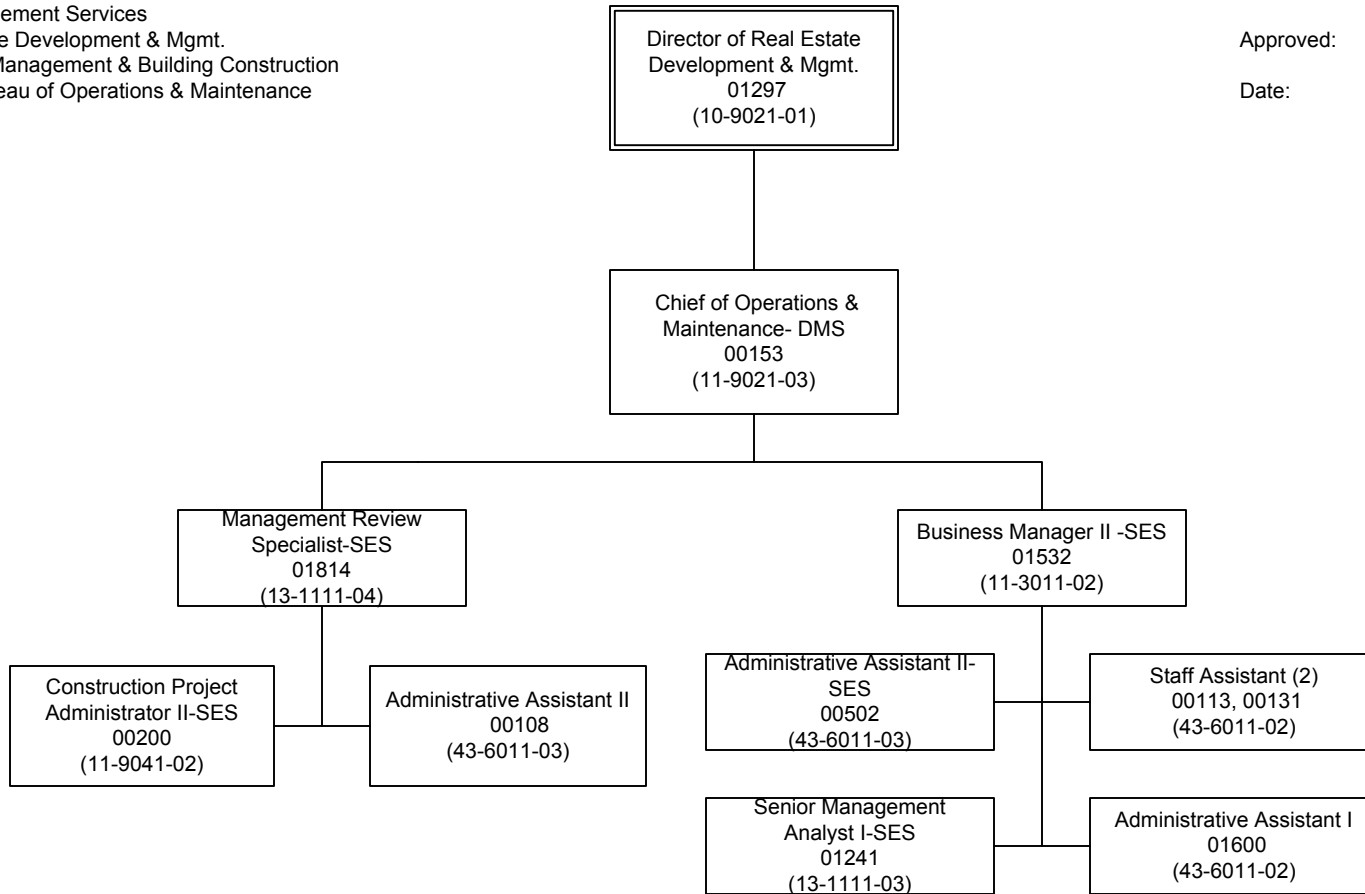 ement Services
e Development & Mgmt.
Management & Building Construction
eau of Operations & Maintenance
Approved:
Date:
Director of Real Estate
Development & Mgmt.
01297
(10-9021-01)
Chief of Operations &
Maintenance- DMS
00153
(11-9021-03)
Management Review
Specialist-SES
01814
(13-1111-04)
Business Manager II -SES
01532
(11-3011-02)
Construction Project
Administrator II-SES
00200
(11-9041-02)
Administrative Assistant II
00108
(43-6011-03)
Administrative Assistant II-
SES
00502
(43-6011-03)
Staff Assistant (2)
00113, 00131
(43-6011-02)
Senior Management
Analyst I-SES
01241
(13-1111-03)
Administrative Assistant I
01600
(43-6011-02)